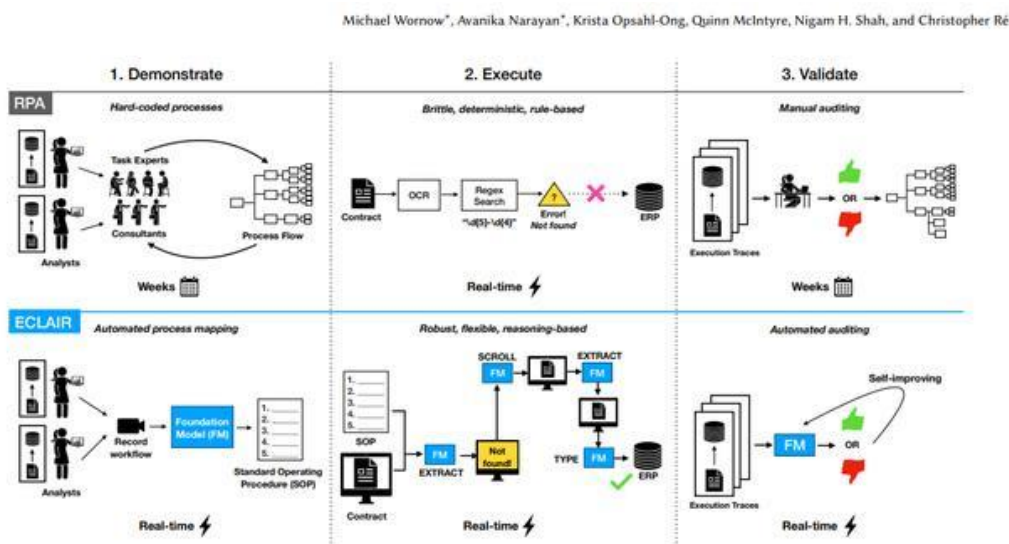 Michael Wornow*, Avanika Narayan*, Krista Opsahl-Ong, Quinn McIntyre, Nigam H. Shah, and Christopher Ré
1. Demonstrate
2. Execute
3. Validate
RPA
Hard-coded processes
Brittle, deterministic, rule-based
Manual auditing
Task Experts
Consultants
Analysts
Process Flow
Weeks
Contract
OCR
Regex
Search
"\d[5]-\d[4]"
?
Error!
Not found
ERP
Real-time
Execution Traces
OR
Weeks
ECLAIR
Automated process mapping
Robust, flexible, reasoning-based
Automated auditing
Analysts
Record
workflow
Foundation
Model (FM)
1.
2.
3.
4.
5.
Standard Operating
Procedure (SOP)
Real-time
1.
2.
3.
4.
5.
SOP
Contract
FM
EXTRACT
Not
found!
SCROLL
FM
EXTRACT
FM
TYPE
FM
ERP
Real-time
Self-improving
Execution Traces
FM
OR
Real-time